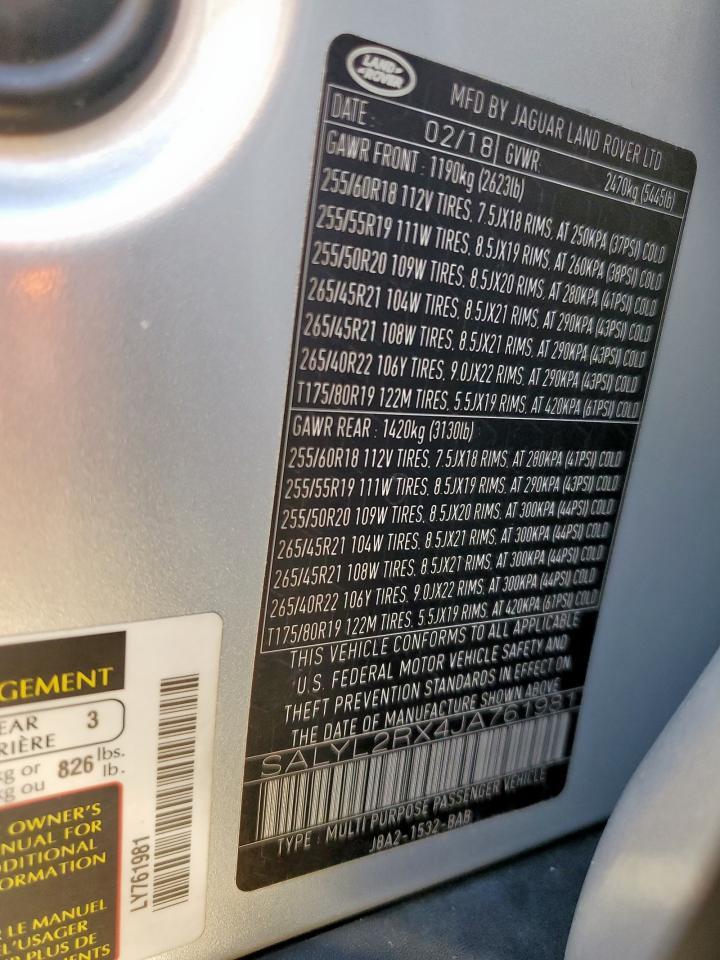 LAND
ROVER
MFD BY JAGUAR LAND ROVER LTD
DATE: 02/18 GVWR: 2470kg (5445lb)
GAWR FRONT : 1190kg (2623lb)
255/60R18 112V TIRES, 7.5JX18 RIMS, AT 250KPA (37PSI) COLD
255/55R19 111W TIRES, 8.5JX19 RIMS, AT 260KPA (38PSI) COLD
255/50R20 109W TIRES, 8.5JX20 RIMS, AT 280KPA (41PSI) COLD
265/45R21 104W TIRES, 8.5JX21 RIMS, AT 290KPA (43PSI) COLD
265/45R21 108W TIRES, 8.5JX21 RIMS, AT 290KPA (43PSI) COLD
265/40R22 106Y TIRES, 9.0JX22 RIMS, AT 290KPA (43PSI) COLD
T175/80R19 122M TIRES, 5.5JX19 RIMS, AT 420KPA (61PSI) COLD
GAWR REAR : 1420kg (3130lb)
255/60R18 112V TIRES, 7.5JX18 RIMS, AT 280KPA (41PSI) COLD
255/55R19 111W TIRES, 8.5JX19 RIMS, AT 290KPA (43PSI) COLD
255/50R20 109W TIRES, 8.5JX20 RIMS, AT 300KPA (44PSI) COLD
265/45R21 104W TIRES, 8.5JX21 RIMS, AT 300KPA (44PSI) COLD
265/45R21 108W TIRES, 8.5JX21 RIMS, AT 300KPA (44PSI) COLD
265/40R22 106Y TIRES, 9.0JX22 RIMS, AT 300KPA (44PSI) COLD
T175/80R19 122M TIRES, 5.5JX19 RIMS, AT 420KPA (61PSI) COLD
THIS VEHICLE CONFORMS TO ALL APPLICABLE
U.S. FEDERAL MOTOR VEHICLE SAFETY AND
THEFT PREVENTION STANDARDS IN EFFECT ON
THE DATE OF MANUFACTURE SHOWN ABOVE
SALYL2RX4JA761981
TYPE : MULTI PURPOSE PASSENGER VEHICLE
J8A2-1532-BAB
GEMENT
EAR 3
RIÈRE
kg or 826 lbs.
kg ou lb.
OWNER'S
NUAL FOR
DDITIONAL
FORMATION
R LE MANUEL
L'USAGER
R PLUS DE
EMENTS
LY761981